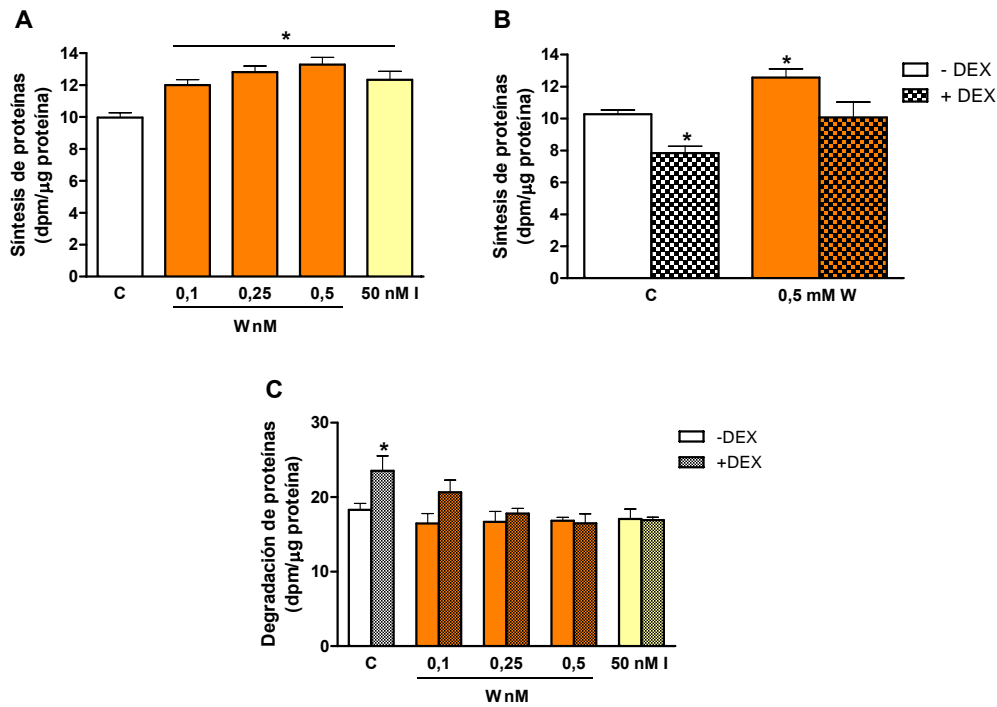 A
*
Síntesis de proteínas
(dpm/µg proteína)
14
12
10
8
6
4
2
0
C
0,1
0,25
0,5
50 nM I
W nM
B
Síntesis de proteínas
(dpm/µg proteína)
14
12
10
8
6
4
2
0
*
*
- DEX
+ DEX
C
0,5 mM W
C
Degradación de proteínas
(dpm/µg proteína)
30
20
10
0
*
-DEX
+DEX
C
0,1
0,25
0,5
50 nM I
W nM